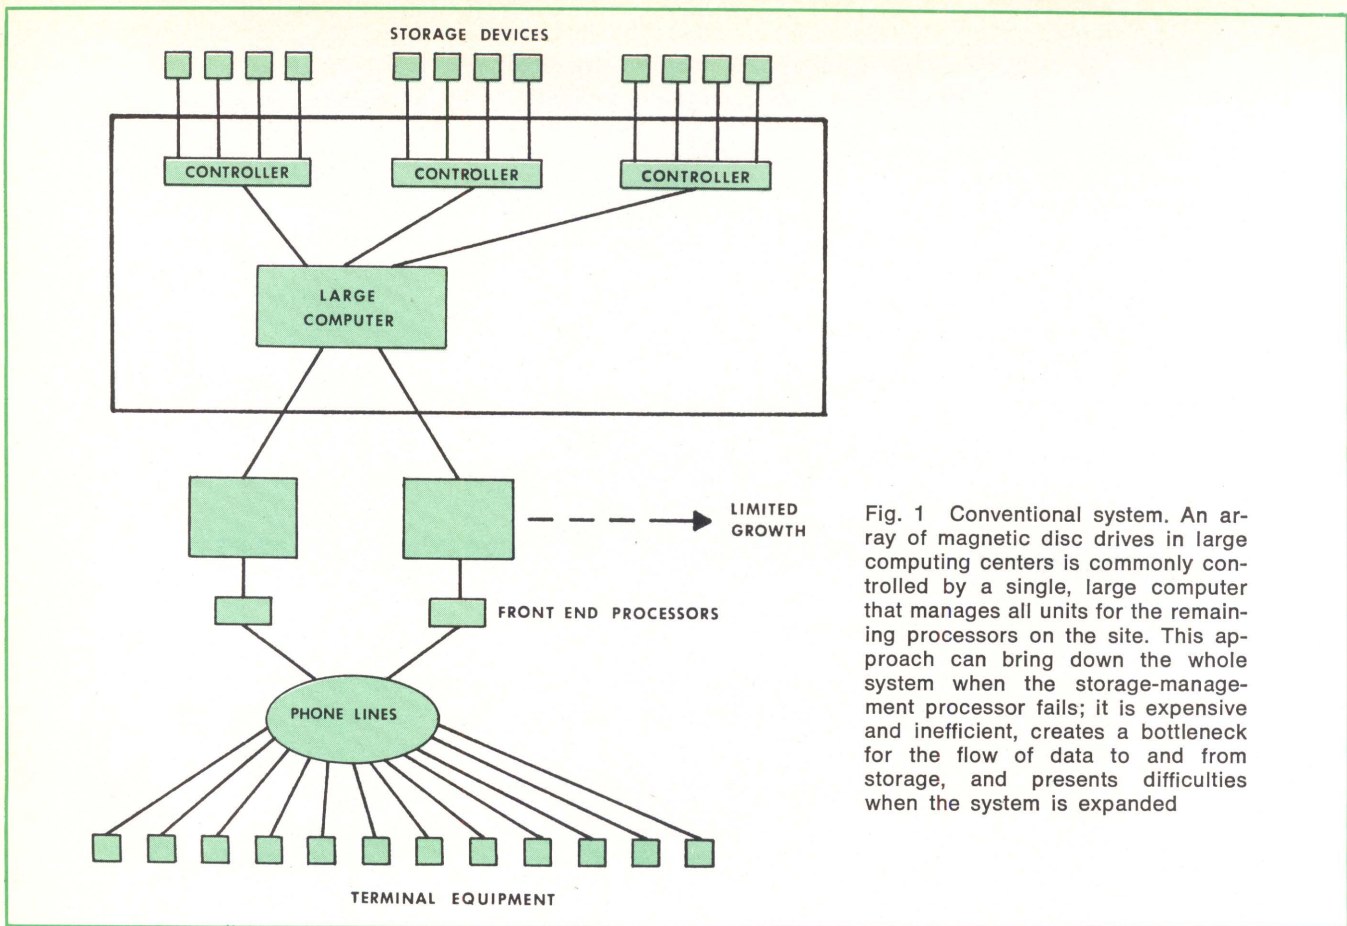 STORAGE DEVICES
CONTROLLER
CONTROLLER
CONTROLLER
LARGE
COMPUTER
LIMITED
GROWTH
FRONT END PROCESSORS
PHONE LINES
TERMINAL EQUIPMENT
Fig. 1 Conventional system. An ar-
ray of magnetic disc drives in large
computing centers is commonly con-
trolled by a single, large computer
that manages all units for the remain-
ing processors on the site. This ap-
proach can bring down the whole
system when the storage-manage-
ment processor fails; it is expensive
and inefficient, creates a bottleneck
for the flow of data to and from
storage, and presents difficulties
when the system is expanded